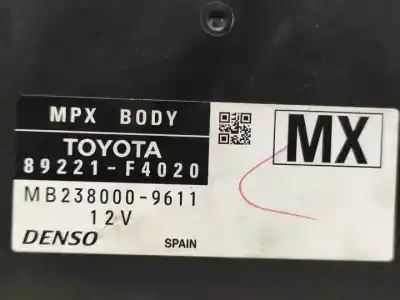 MPX BODY
TOYOTA
89221-F4020
MB238000-9611
12V
DENSO
SPAIN
MX